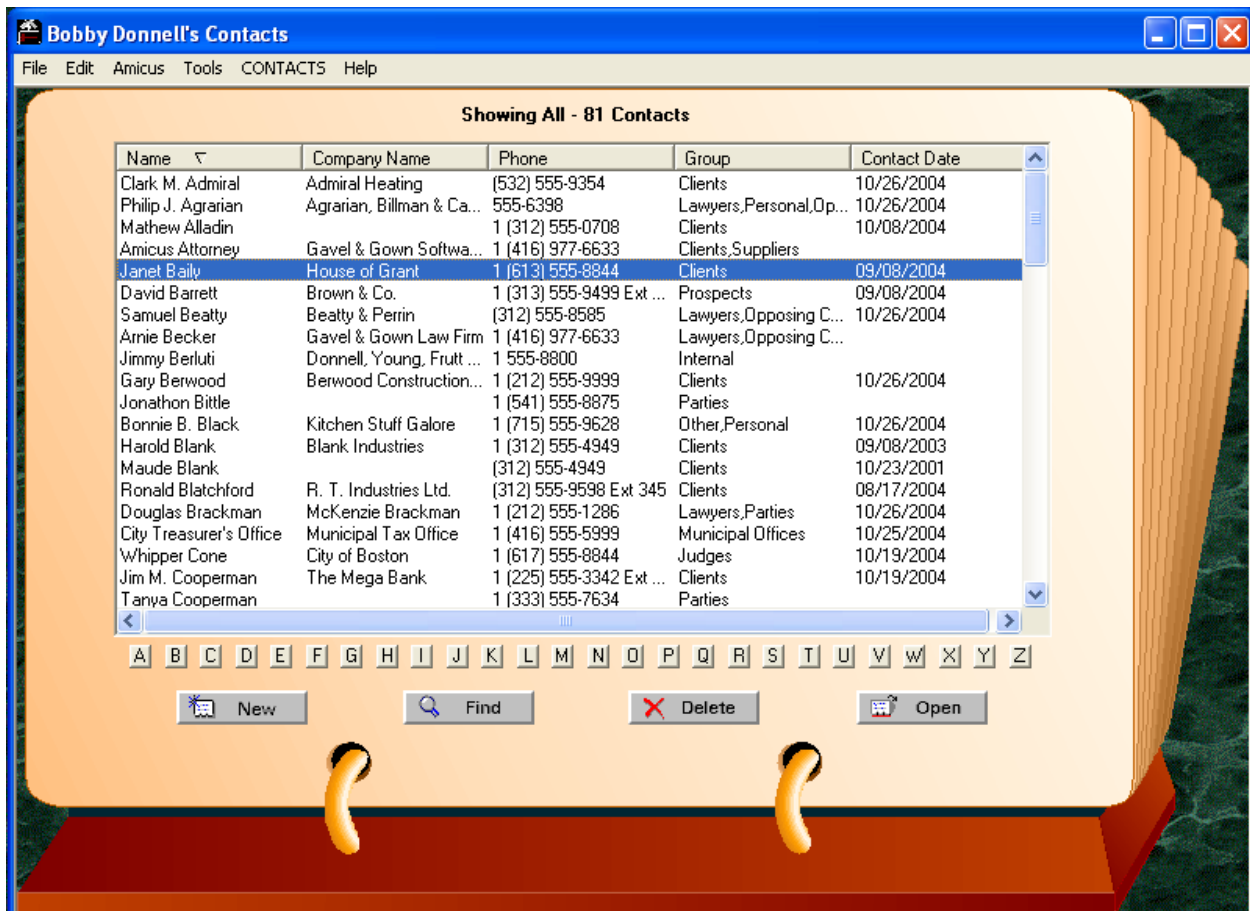 Bobby Donnell's Contacts
File Edit Amicus Tools CONTACTS Help
Showing All - 81 Contacts
Name Company Name Phone Group Contact Date
Clark M. Admiral Admiral Heating (532) 555-9354 Clients 10/26/2004
Philip J. Agrarian Agrarian, Billman & Ca... 555-6398 Lawyers,Personal,Op... 10/26/2004
Mathew Alladin 1 (312) 555-0708 Clients 10/08/2004
Amicus Attorney Gavel & Gown Softwa... 1 (416) 977-6633 Clients,Suppliers
Janet Baily House of Grant 1 (613) 555-8844 Clients 09/08/2004
David Barrett Brown & Co. 1 (313) 555-9499 Ext ... Prospects 09/08/2004
Samuel Beatty Beatty & Perrin (312) 555-8585 Lawyers,Opposing C... 10/26/2004
Arnie Becker Gavel & Gown Law Firm 1 (416) 977-6633 Lawyers,Opposing C...
Jimmy Berluti Donnell, Young, Frutt ... 1 555-8800 Internal
Gary Berwood Berwood Construction... 1 (212) 555-9999 Clients 10/26/2004
Jonathon Bittle 1 (541) 555-8875 Parties
Bonnie B. Black Kitchen Stuff Galore 1 (715) 555-9628 Other,Personal 10/26/2004
Harold Blank Blank Industries 1 (312) 555-4949 Clients 09/08/2003
Maude Blank (312) 555-4949 Clients 10/23/2001
Ronald Blatchford R. T. Industries Ltd. (312) 555-9598 Ext 345 Clients 08/17/2004
Douglas Brackman McKenzie Brackman 1 (212) 555-1286 Lawyers,Parties 10/26/2004
City Treasurer's Office Municipal Tax Office 1 (416) 555-5999 Municipal Offices 10/25/2004
Whipper Cone City of Boston 1 (617) 555-8844 Judges 10/19/2004
Jim M. Cooperman The Mega Bank 1 (225) 555-3342 Ext ... Clients 10/19/2004
Tanya Cooperman 1 (333) 555-7634 Parties
A B C D E F G H I J K L M N O P Q R S T U V W X Y Z
New Find Delete Open